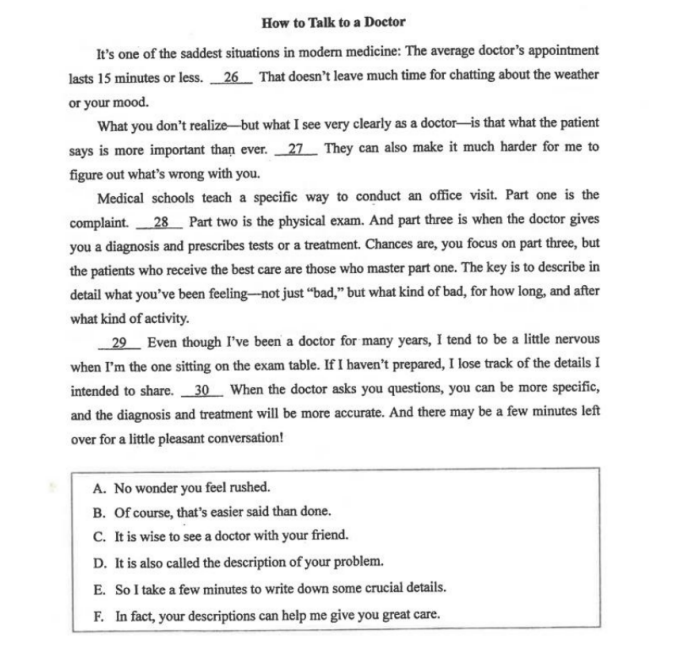 How to Talk to a Doctor
It's one of the saddest situations in modern medicine: The average doctor's appointment
lasts 15 minutes or less. __26__ That doesn't leave much time for chatting about the weather
or your mood.
What you don't realize—but what I see very clearly as a doctor—is that what the patient
says is more important than ever. __27__ They can also make it much harder for me to
figure out what's wrong with you.
Medical schools teach a specific way to conduct an office visit. Part one is the
complaint. __28__ Part two is the physical exam. And part three is when the doctor gives
you a diagnosis and prescribes tests or a treatment. Chances are, you focus on part three, but
the patients who receive the best care are those who master part one. The key is to describe in
detail what you've been feeling—not just "bad," but what kind of bad, for how long, and after
what kind of activity.
__29__ Even though I've been a doctor for many years, I tend to be a little nervous
when I'm the one sitting on the exam table. If I haven't prepared, I lose track of the details I
intended to share. __30__ When the doctor asks you questions, you can be more specific,
and the diagnosis and treatment will be more accurate. And there may be a few minutes left
over for a little pleasant conversation!
A. No wonder you feel rushed.
B. Of course, that's easier said than done.
C. It is wise to see a doctor with your friend.
D. It is also called the description of your problem.
E. So I take a few minutes to write down some crucial details.
F. In fact, your descriptions can help me give you great care.